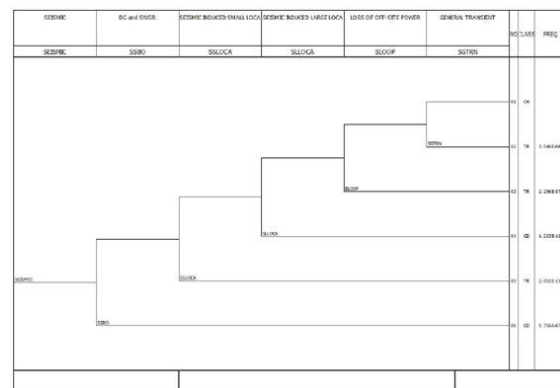 SEISMIC DG and SWGR SEISMIC INDUCED SMALL LOCA SEISMIC INDUCED LARGE LOCA LOSS OF OFF-SITE POWER GENERAL TRANSIENT
NO CLASS FREQ
SEISMIC SSBO SSLOCA SLLOCA SLOOP SGTRN
01 OK
SGTRN 02 TR
SLOOP 03 TR
SLLOCA 04 CD
SEISMIC SSLOCA 05 TR
SSBO 06 CD